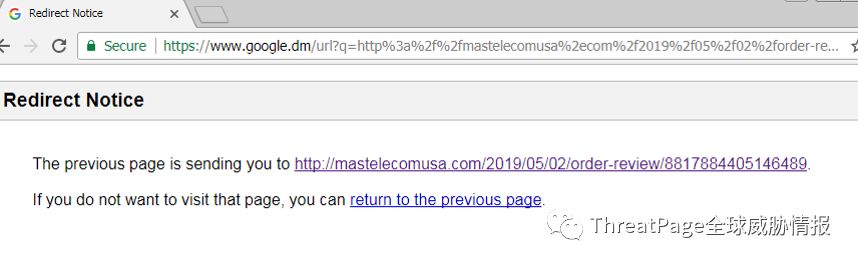 Redirect Notice
Secure https://www.google.dm/url?q=http%3a%2f%2fmastelecomusa%2ecom%2f2019%2f05%2f02%2forder-re...
Redirect Notice
The previous page is sending you to http://mastelecomusa.com/2019/05/02/order-review/8817884405146489.
If you do not want to visit that page, you can return to the previous page.
ThreatPage全球威胁情报